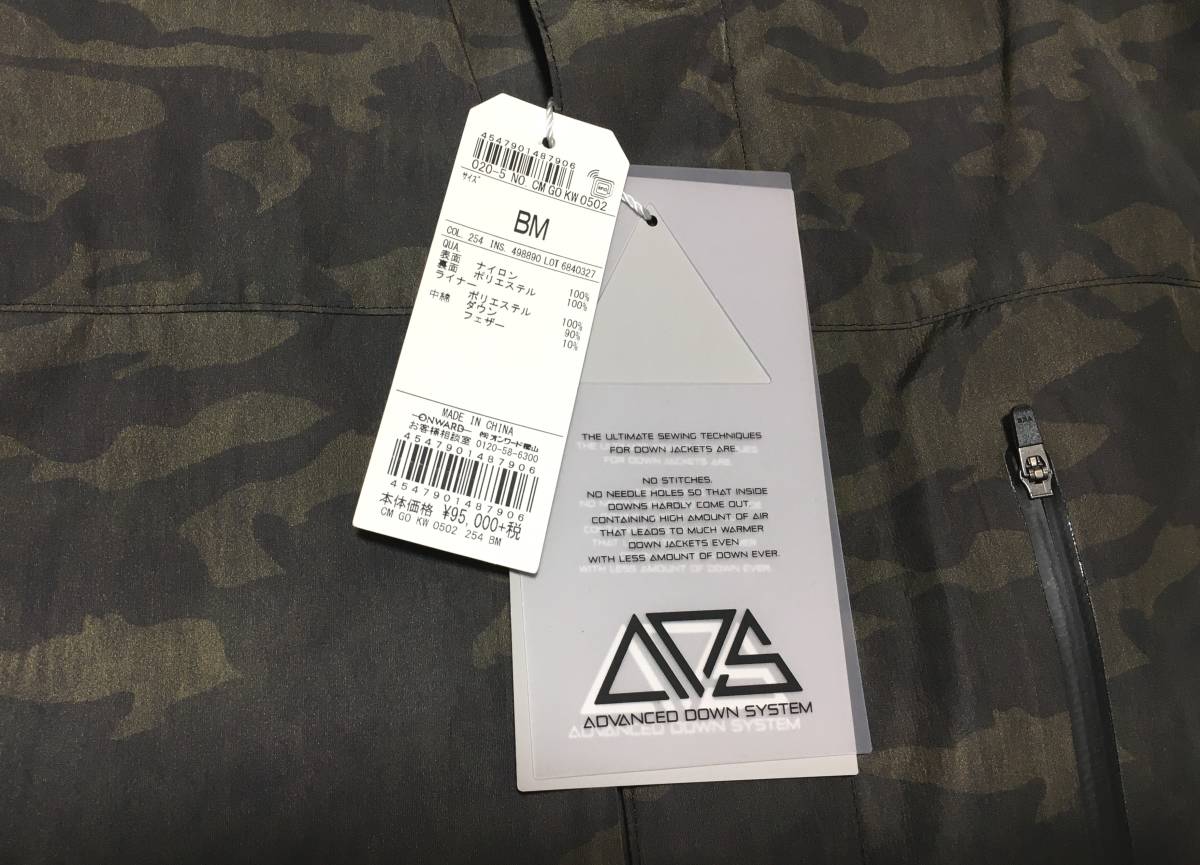 4547901487906
020-5 NO. CM GO KW 0502
サイズ
BM
COL. 254 INS. 498890 LOT 6840327
QUA.
表面 ナイロン 100%
裏面 ポリエステル 100%
ライナー
ポリエステル 100%
中綿 ダウン 90%
フェザー 10%
MADE IN CHINA
ONWARD ㈱オンワード樫山
お客様相談室 0120-58-6300
4547901487906
4547901487906
本体価格 ¥95,000+税
CM GO KW 0502 254 BM
THE ULTIMATE SEWING TECHNIQUES
FOR DOWN JACKETS ARE.
NO STITCHES.
NO NEEDLE HOLES SO THAT INSIDE
DOWNS HARDLY COME OUT.
CONTAINING HIGH AMOUNT OF AIR
THAT LEADS TO MUCH WARMER
DOWN JACKETS EVEN
WITH LESS AMOUNT OF DOWN EVER.
ADS
ADVANCED DOWN SYSTEM